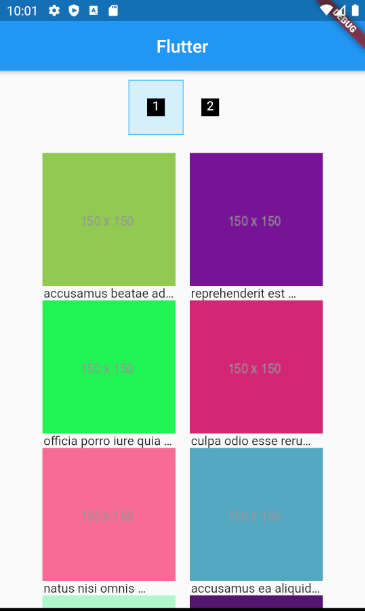 10:01
A
DEBUG
Flutter
1 2
150 x 150 150 x 150
accusamus beatae ad... reprehenderit est ...
150 x 150 150 x 150
officia porro iure quia ... culpa odio esse reru...
150 x 150 150 x 150
natus nisi omnis ... accusamus ea aliquid...